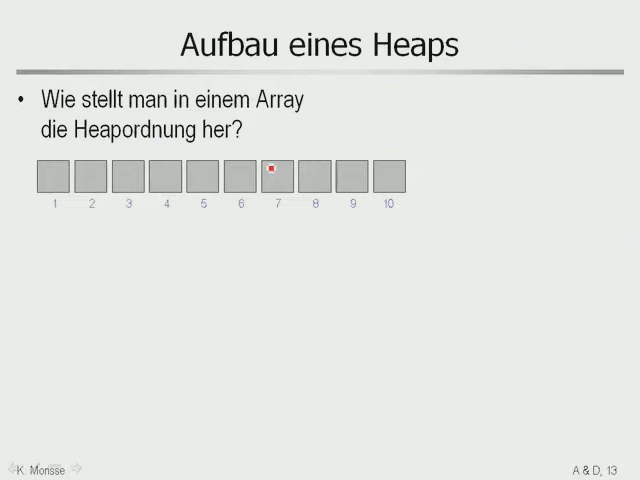 Aufbau eines Heaps
• Wie stellt man in einem Array
die Heapordnung her?
1 2 3 4 5 6 7 8 9 10
K. Morisse
A & D, 13